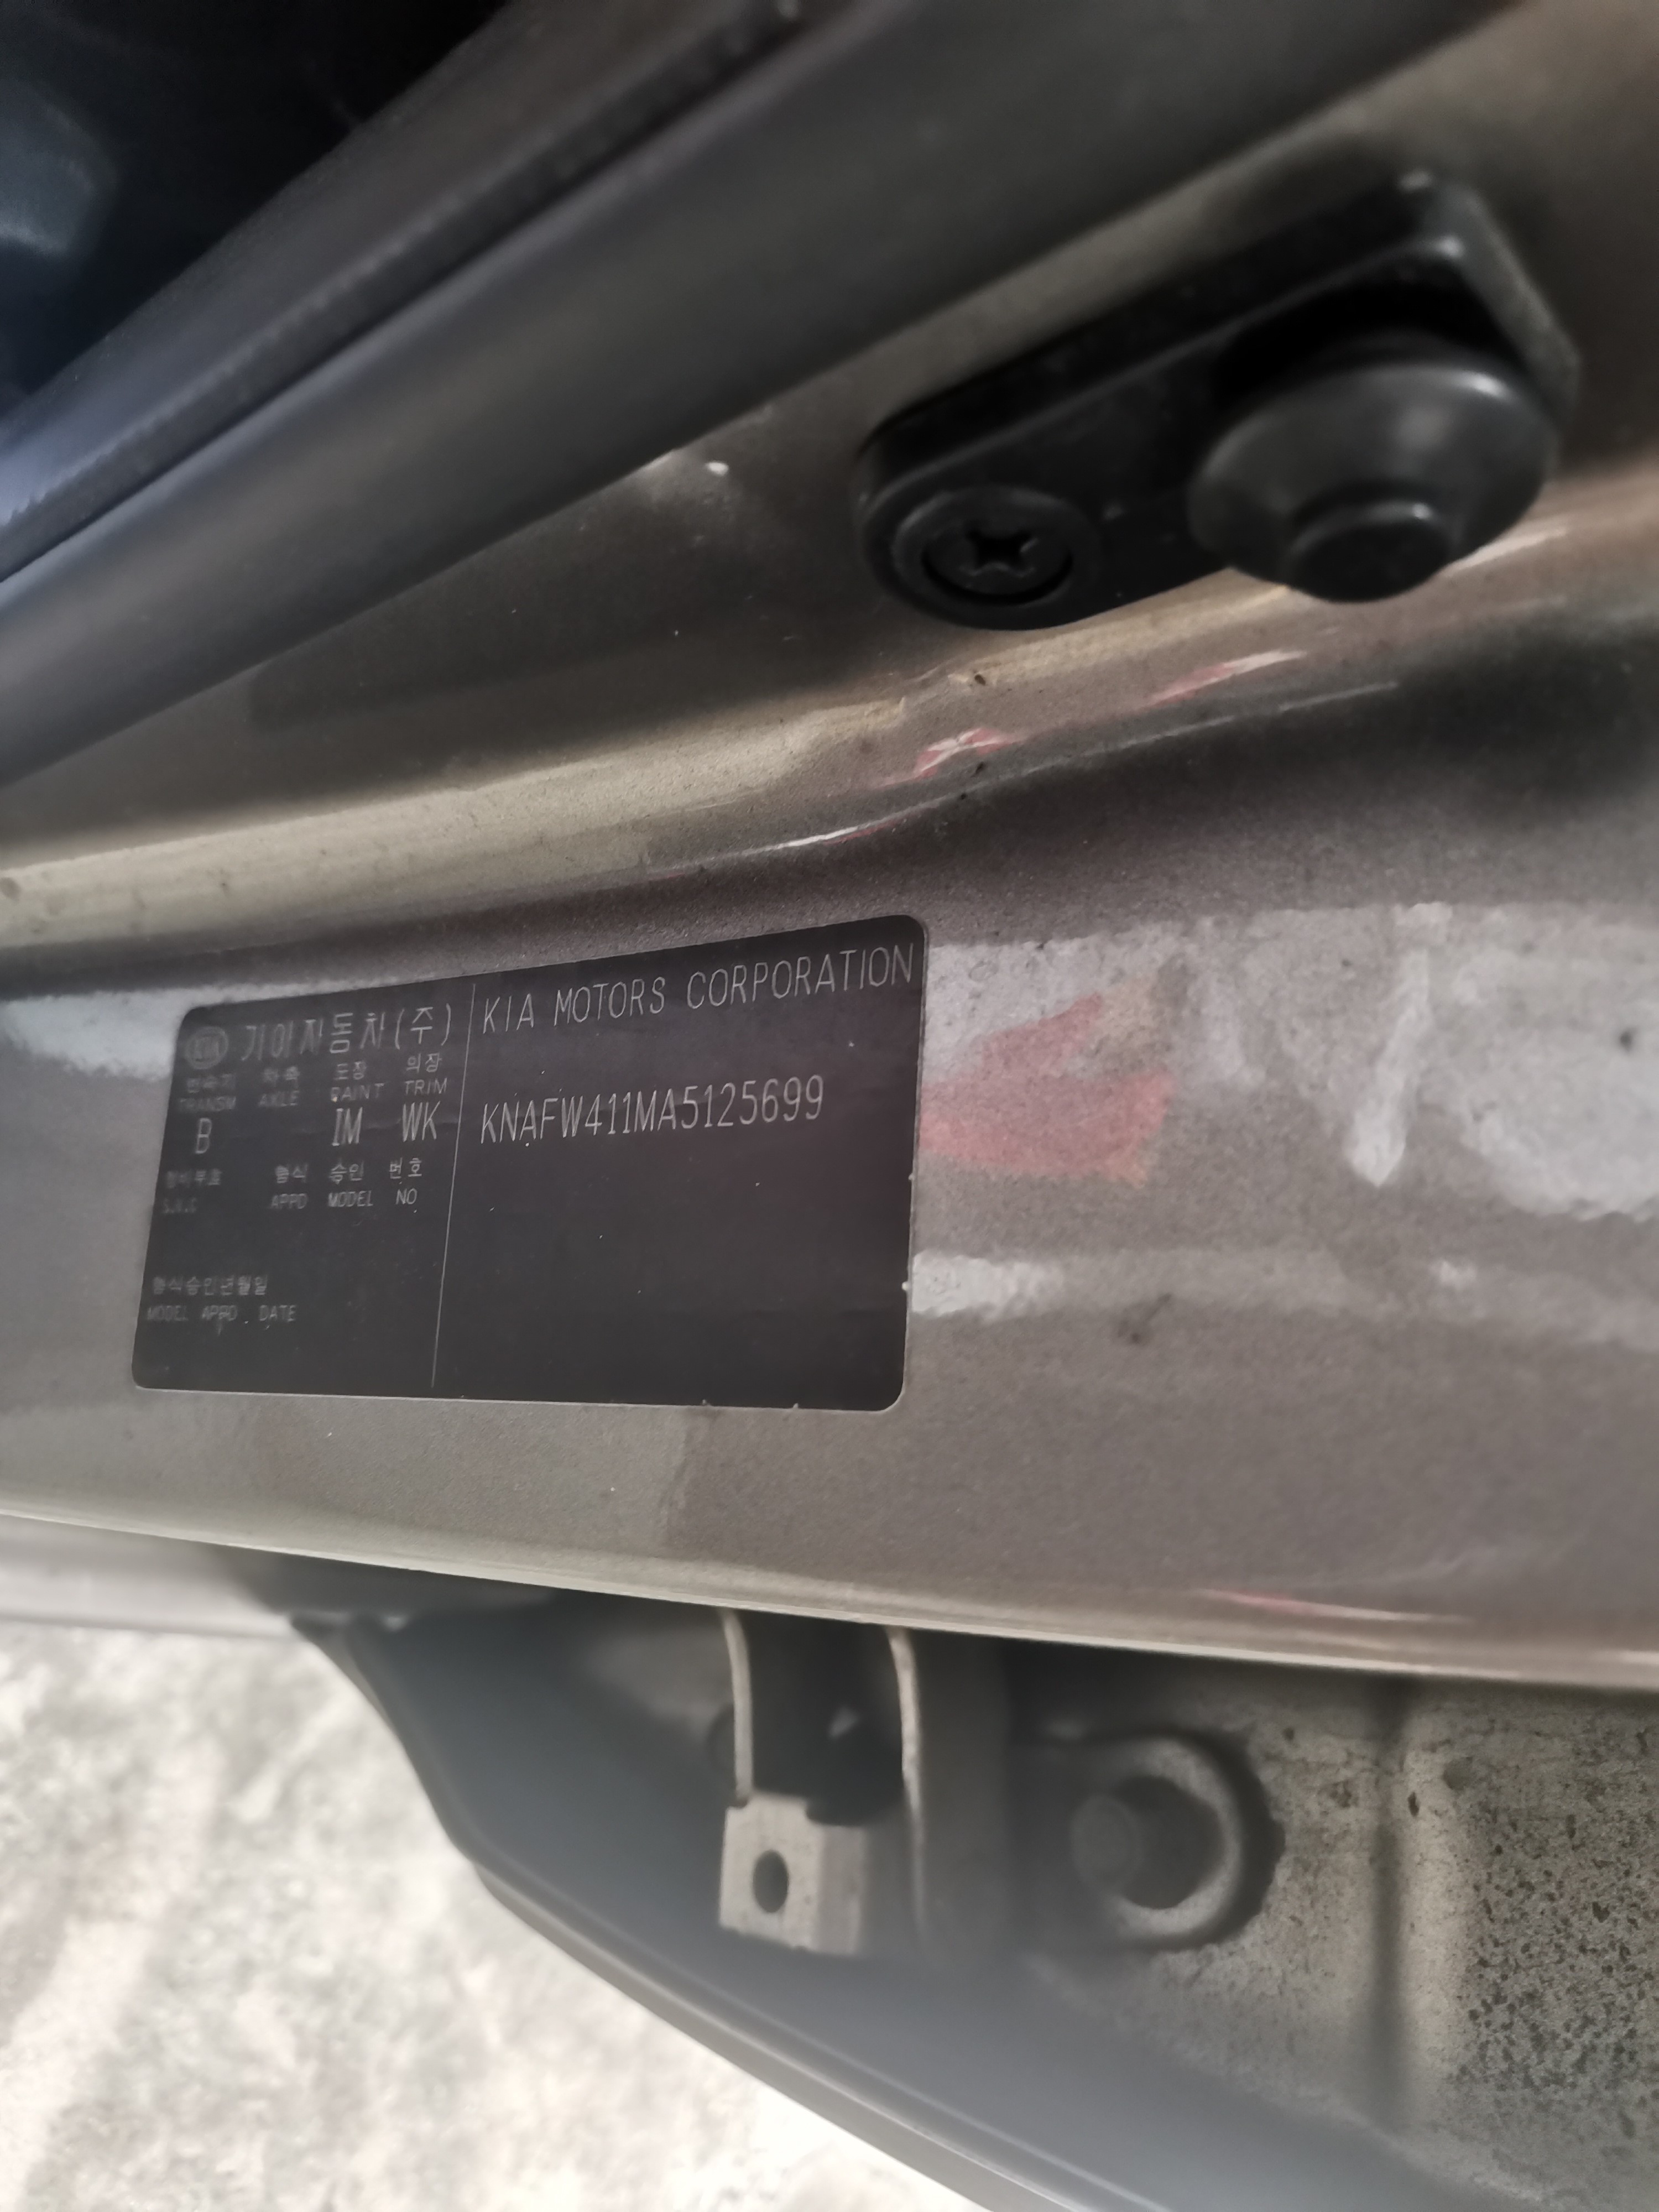 KIA 기아자동차(주) KIA MOTORS CORPORATION
변속기 차축 도장 의장
TRANSM AXLE PAINT TRIM
B IM WK KNAFW411MA5125699
형식 승인 번호
APPD MODEL NO
형식승인년월일
MODEL APPD. DATE